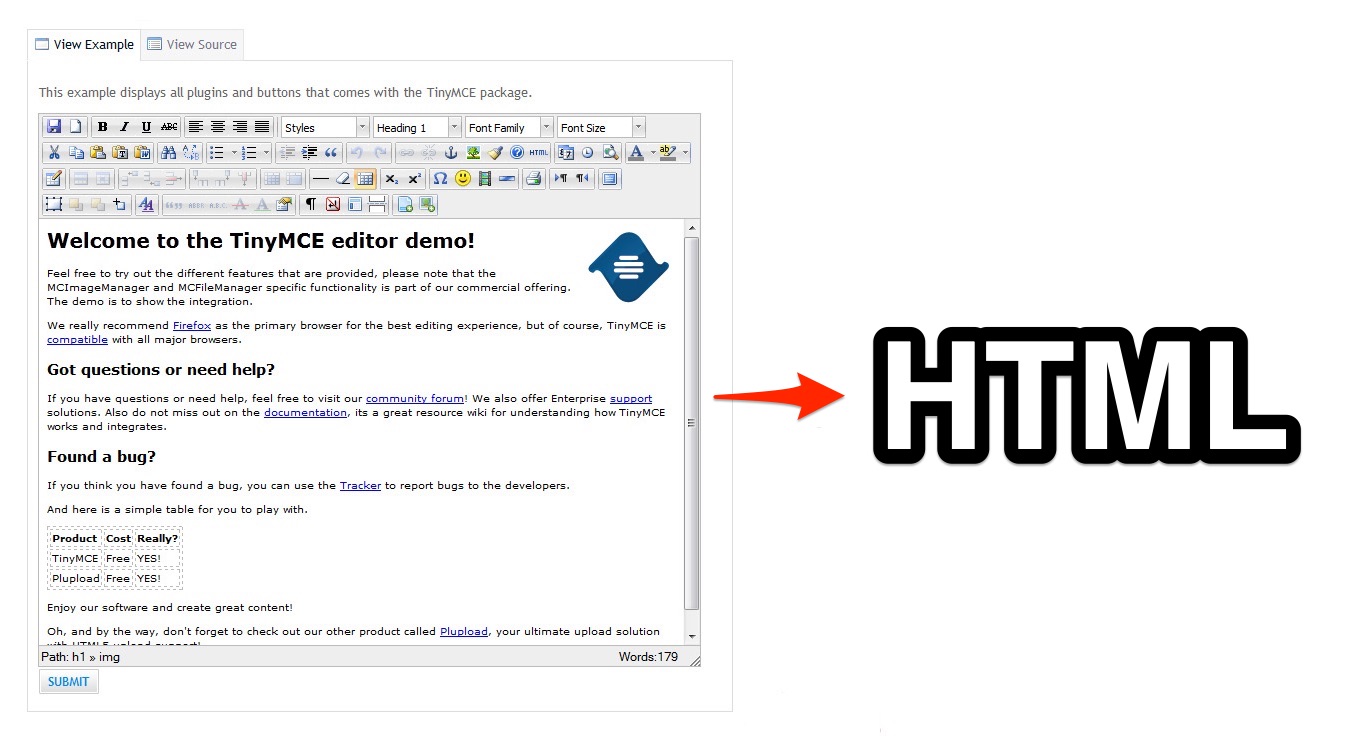 View Example View Source
This example displays all plugins and buttons that comes with the TinyMCE package.
B I U ABC Styles Heading 1 Font Family Font Size
HTML A ab
x₂ x² Ω ¶ ¶
A A A ¶
Welcome to the TinyMCE editor demo!
Feel free to try out the different features that are provided, please note that the
MCImageManager and MCFileManager specific functionality is part of our commercial offering.
The demo is to show the integration.
We really recommend Firefox as the primary browser for the best editing experience, but of course, TinyMCE is
compatible with all major browsers.
Got questions or need help?
If you have questions or need help, feel free to visit our community forum! We also offer Enterprise support
solutions. Also do not miss out on the documentation, its a great resource wiki for understanding how TinyMCE
works and integrates.
Found a bug?
If you think you have found a bug, you can use the Tracker to report bugs to the developers.
And here is a simple table for you to play with.
Product Cost Really?
TinyMCE Free YES!
Plupload Free YES!
Enjoy our software and create great content!
Oh, and by the way, don't forget to check out our other product called Plupload, your ultimate upload solution
with HTML5 upload support!
Path: h1 » img Words:179
SUBMIT
HTML